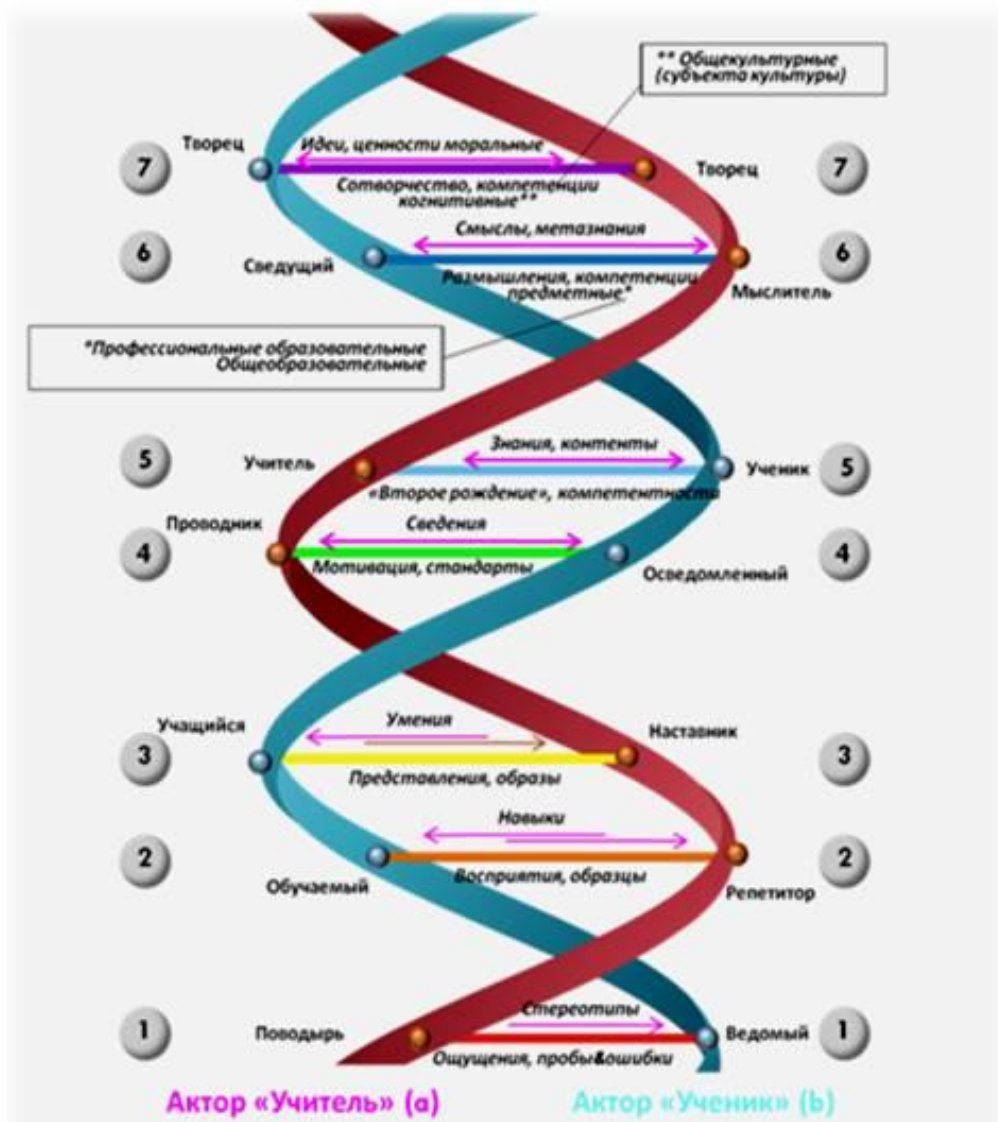 ** Общекультурные
(субъекта культуры)
Творец
Идеи, ценности моральные
7
Творец
7
Сотворчество, компетенции
когнитивные**
Смыслы, метазнания
6
Сведущий
6
Размышления, компетенции
предметные*
Мыслитель
*Профессиональные образовательные
Общеобразовательные
Знания, контенты
5
Учитель
Ученик
5
«Второе рождение», компетентности
Проводник
Сведения
4
4
Мотивация, стандарты
Осведомленный
Учащийся
Умения
Наставник
3
3
Представления, образы
Навыки
2
2
Обучаемый
Восприятия, образцы
Репетитор
Стереотипы
1
Поводырь
Ведомый
1
Ощущения, пробы&ошибки
Актор «Учитель» (a)
Актор «Ученик» (b)